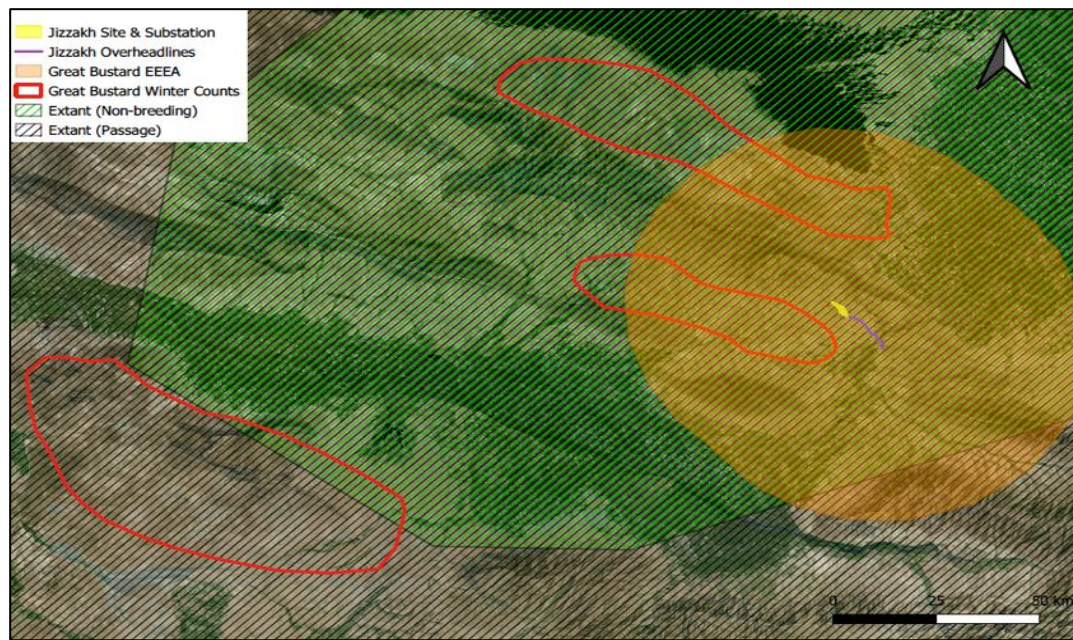 Jizzakh Site & Substation
Jizzakh Overheadlines
Great Bustard EEEA
Great Bustard Winter Counts
Extant (Non-breeding)
Extant (Passage)
0 25 50 km